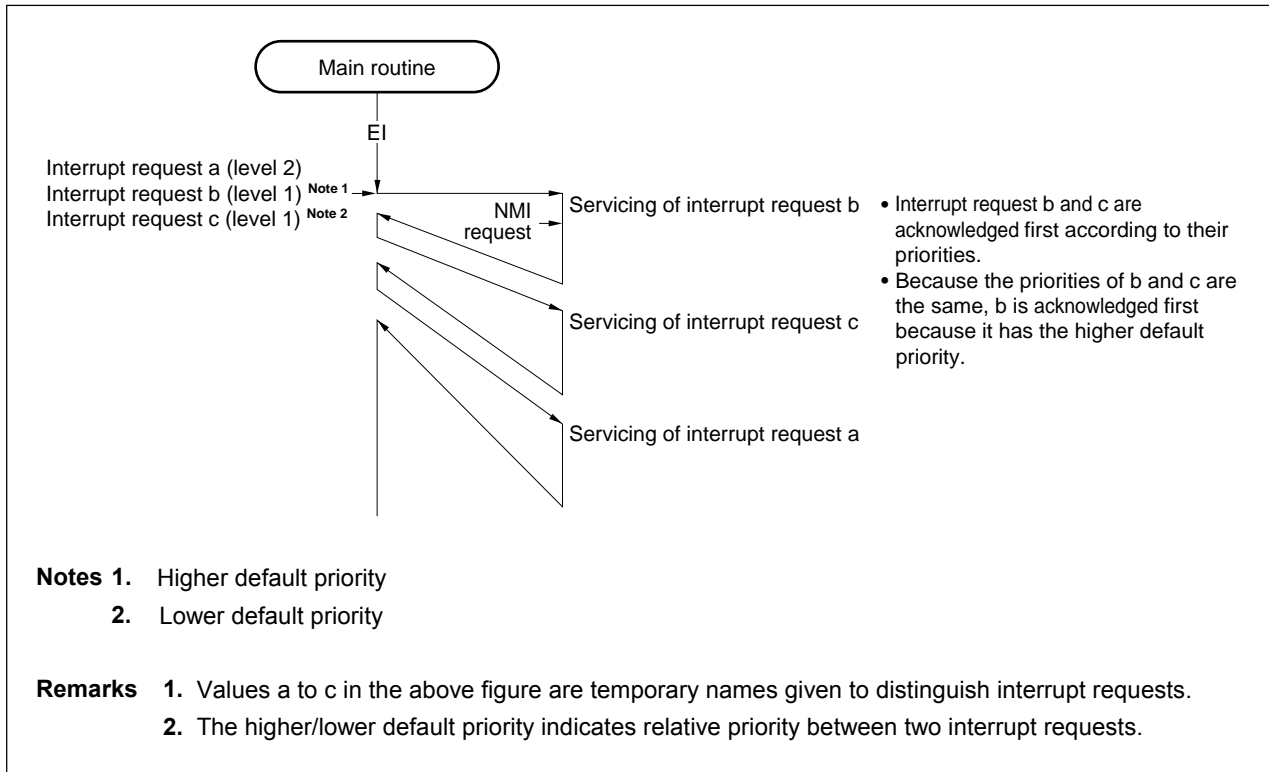 Main routine
EI
Interrupt request a (level 2)
Interrupt request b (level 1) Note 1
Interrupt request c (level 1) Note 2
NMI
request
Servicing of interrupt request b
• Interrupt request b and c are
acknowledged first according to their
priorities.
• Because the priorities of b and c are
the same, b is acknowledged first
because it has the higher default
priority.
Servicing of interrupt request c
Servicing of interrupt request a
Notes 1. Higher default priority
2. Lower default priority
Remarks 1. Values a to c in the above figure are temporary names given to distinguish interrupt requests.
2. The higher/lower default priority indicates relative priority between two interrupt requests.